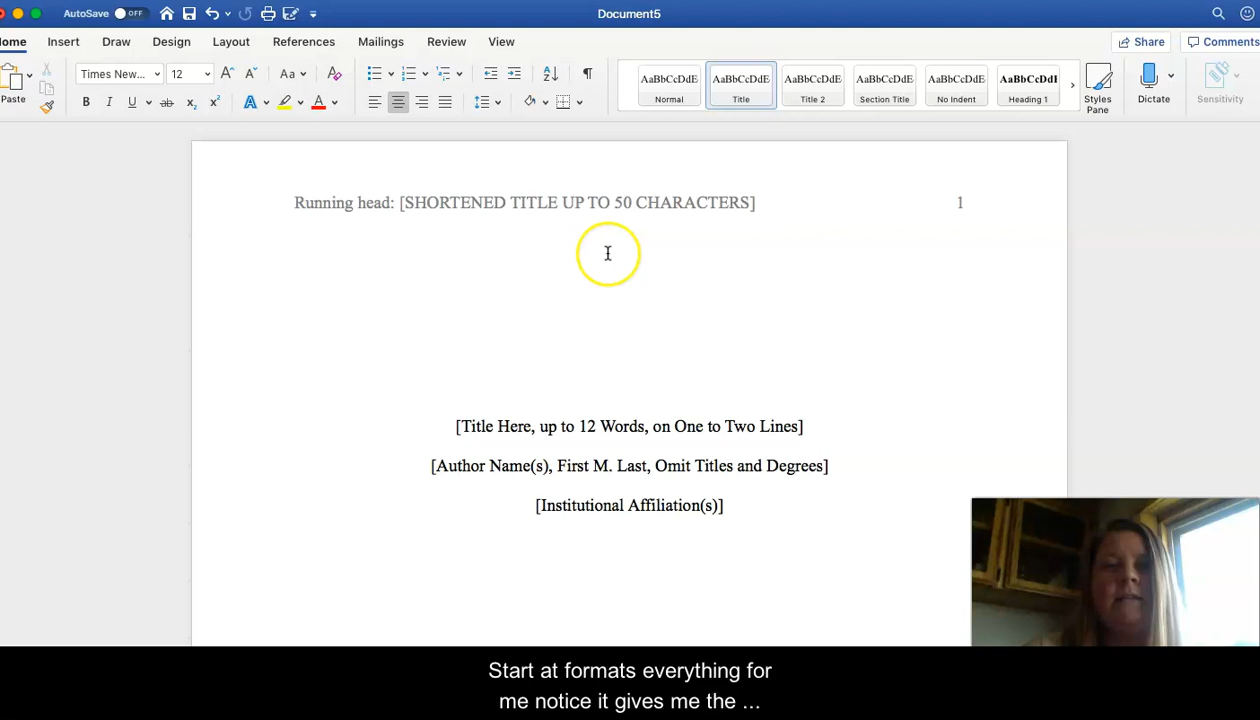 AutoSave OFF Document5
Home Insert Draw Design Layout References Mailings Review View Share Comments
Paste Times New... 12 Aa AaBbCcDdE AaBbCcDdE AaBbCcDdE AaBbCcDdE AaBbCcDdE AaBbCcDdI
B I U ab X2 X2 A A Normal Title Title 2 Section Title No Indent Heading 1 Styles Pane Dictate Sensitivity
Running head: [SHORTENED TITLE UP TO 50 CHARACTERS] 1
[Title Here, up to 12 Words, on One to Two Lines]
[Author Name(s), First M. Last, Omit Titles and Degrees]
[Institutional Affiliation(s)]
Start at formats everything for
me notice it gives me the ...